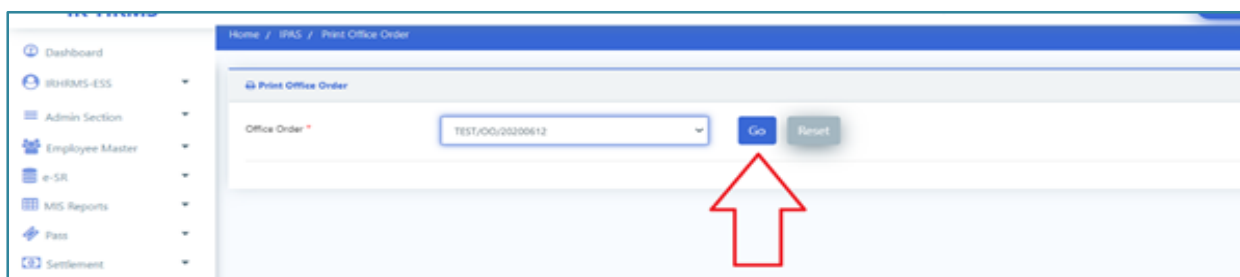 Home / IPAS / Print Office Order
Dashboard
IRHRMS-ESS
Print Office Order
Admin Section
Office Order *
TEST/OO/20200612
Go
Reset
Employee Master
e-SR
MIS Reports
Pass
Settlement